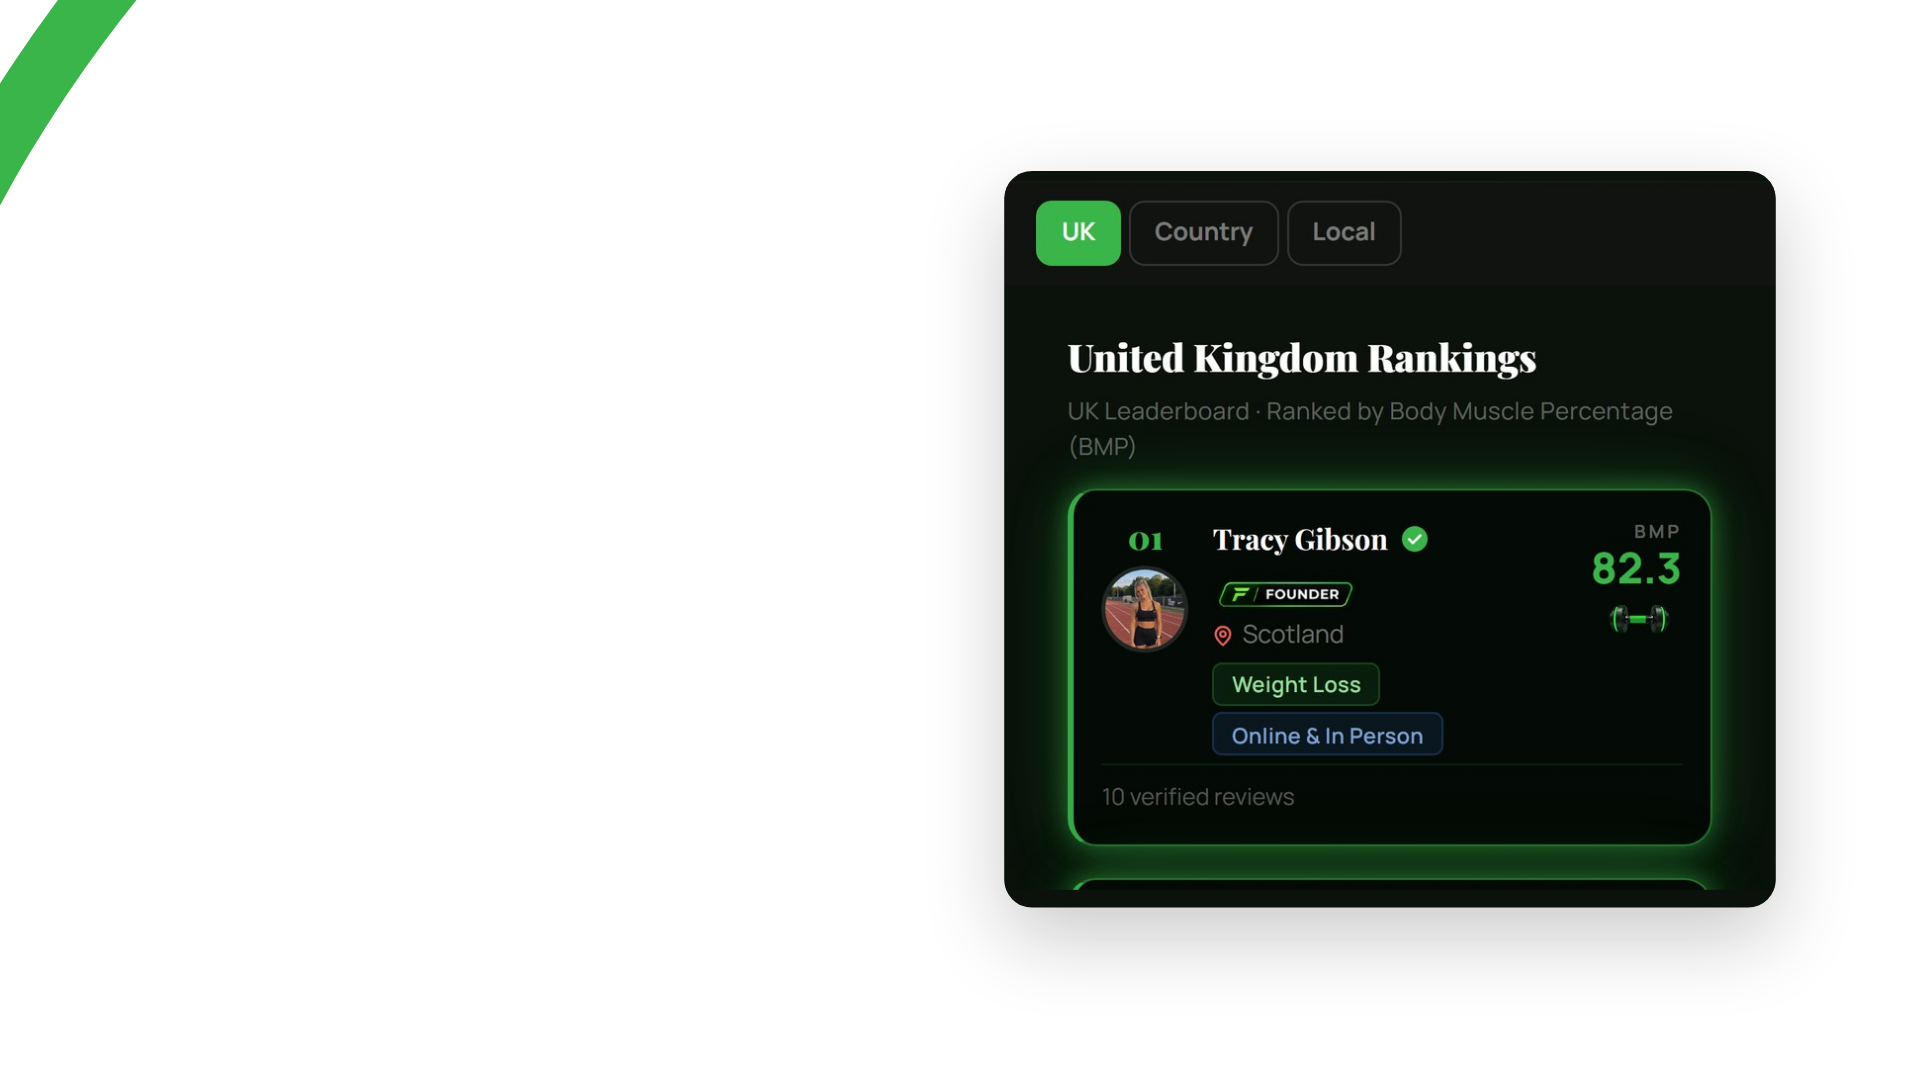 UK
Country
Local
United Kingdom Rankings
UK Leaderboard · Ranked by Body Muscle Percentage
(BMP)
01
Tracy Gibson
BMP
82.3
F / FOUNDER
Scotland
Weight Loss
Online & In Person
10 verified reviews